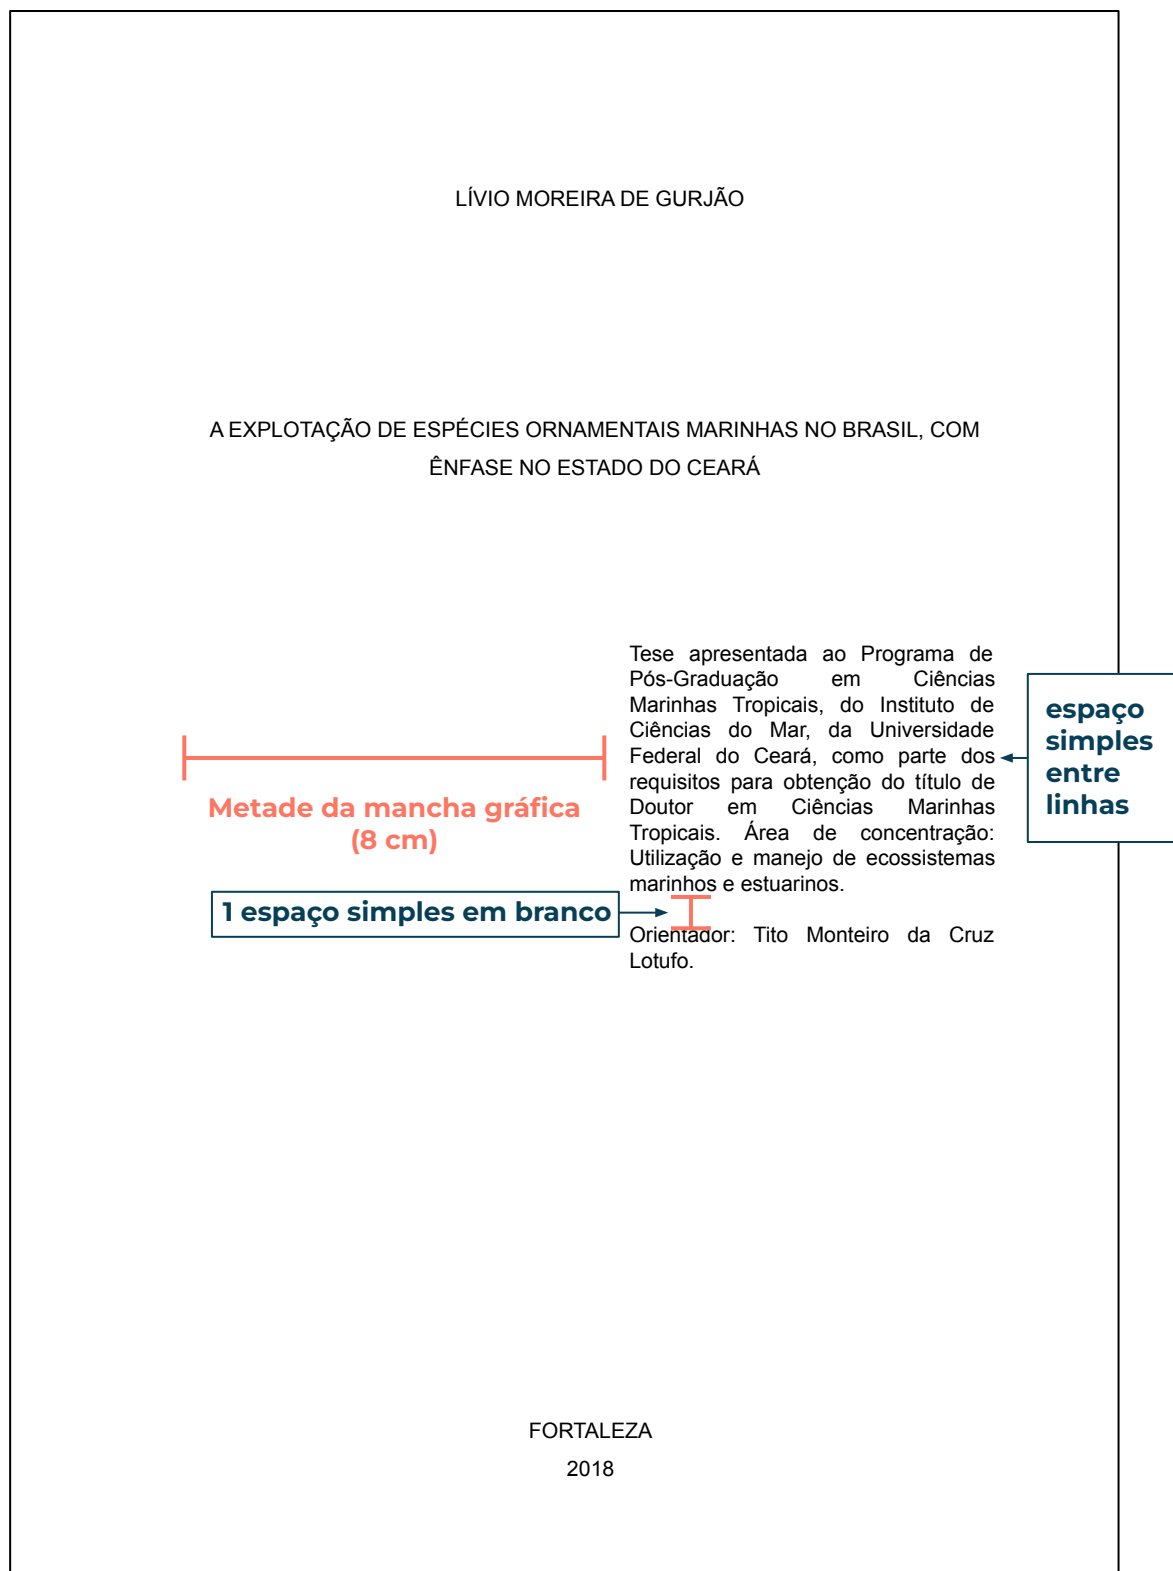 LÍVIO MOREIRA DE GURJÃO
A EXPLOTAÇÃO DE ESPÉCIES ORNAMENTAIS MARINHAS NO BRASIL, COM
ÊNFASE NO ESTADO DO CEARÁ
Tese apresentada ao Programa de
Pós-Graduação em Ciências
Marinhas Tropicais, do Instituto de
Ciências do Mar, da Universidade
Federal do Ceará, como parte dos
requisitos para obtenção do título de
Doutor em Ciências Marinhas
Tropicais. Área de concentração:
Utilização e manejo de ecossistemas
marinhos e estuarinos.
espaço
simples
entre
linhas
Metade da mancha gráfica
(8 cm)
1 espaço simples em branco
Orientador: Tito Monteiro da Cruz
Lotufo.
FORTALEZA
2018